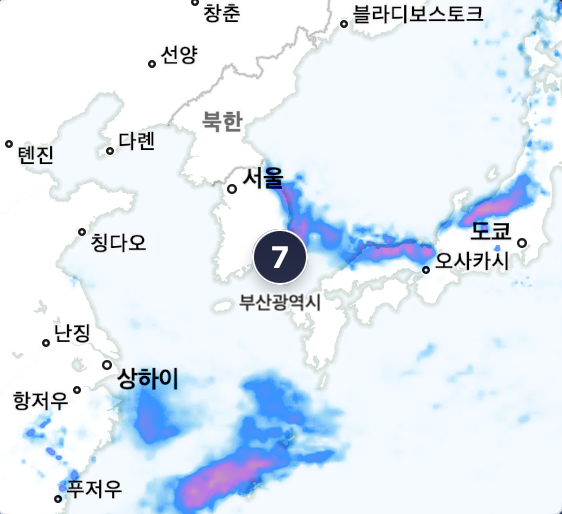 창춘
블라디보스토크
선양
북한
톈진
다롄
서울
칭다오
도쿄
7
오사카시
부산광역시
난징
상하이
항저우
푸저우